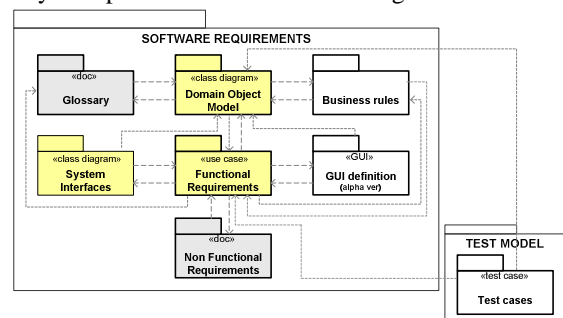 SOFTWARE REQUIREMENTS
«doc»
Glossary
«class diagram»
Domain Object
Model
Business rules
«class diagram»
System
Interfaces
«use case»
Functional
Requirements
«GUI»
GUI definition
(alpha ver)
«doc»
Non Functional
Requirements
TEST MODEL
«test case»
Test cases